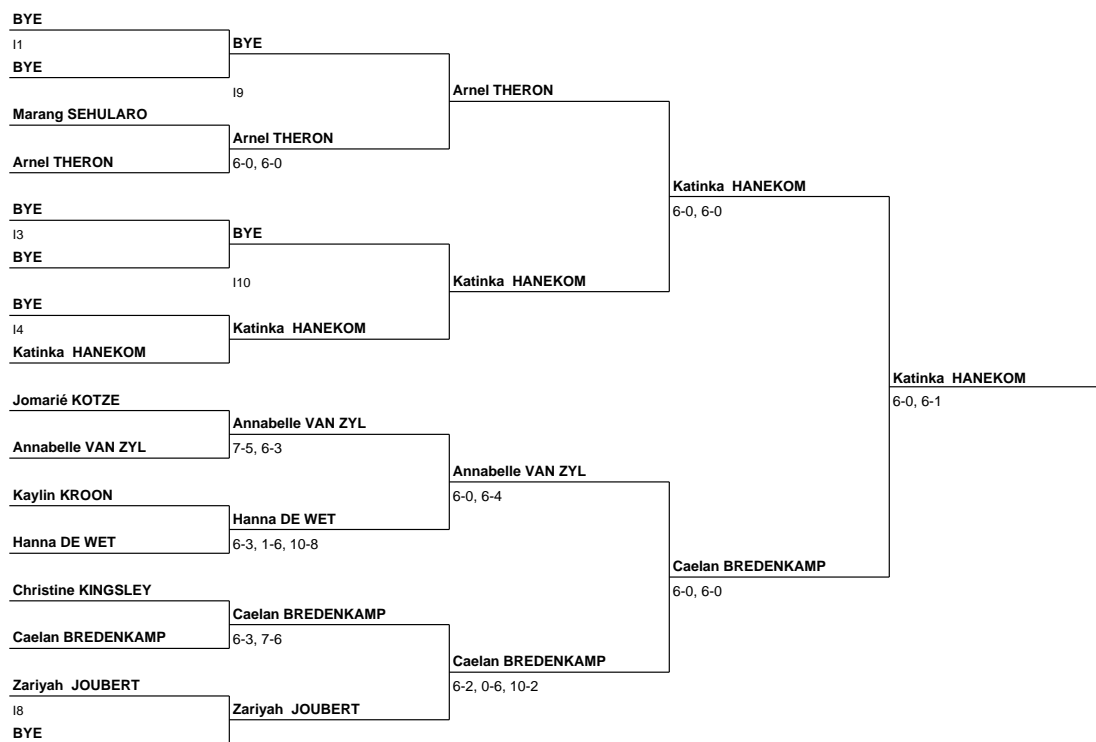 BYE
I1
BYE
BYE
I9
Arnel THERON
Marang SEHULARO
Arnel THERON
Arnel THERON
6-0, 6-0
Katinka HANEKOM
6-0, 6-0
BYE
I3
BYE
BYE
I10
Katinka HANEKOM
BYE
I4
Katinka HANEKOM
Katinka HANEKOM
Katinka HANEKOM
6-0, 6-1
Jomarié KOTZE
Annabelle VAN ZYL
Annabelle VAN ZYL
7-5, 6-3
Annabelle VAN ZYL
6-0, 6-4
Kaylin KROON
Hanna DE WET
Hanna DE WET
6-3, 1-6, 10-8
Caelan BREDENKAMP
6-0, 6-0
Christine KINGSLEY
Caelan BREDENKAMP
Caelan BREDENKAMP
6-3, 7-6
Caelan BREDENKAMP
6-2, 0-6, 10-2
Zariyah JOUBERT
I8
BYE
Zariyah JOUBERT